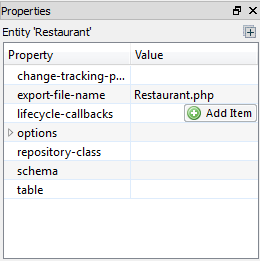 Properties
Entity 'Restaurant'
Property Value
change-tracking-p...
export-file-name Restaurant.php
lifecycle-callbacks Add Item
options
repository-class
schema
table